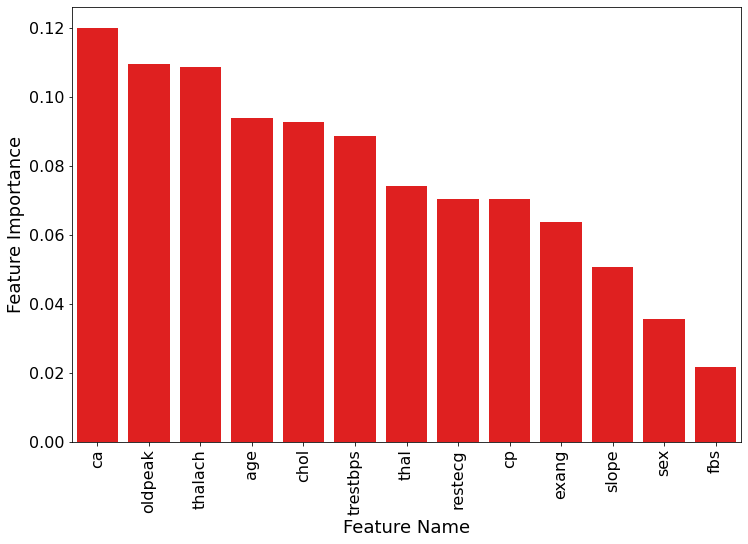 0.12
0.10
0.08
0.06
0.04
0.02
0.00
Feature Importance
ca
oldpeak
thalach
age
chol
trestbps
thal
restecg
cp
exang
slope
sex
fbs
Feature Name